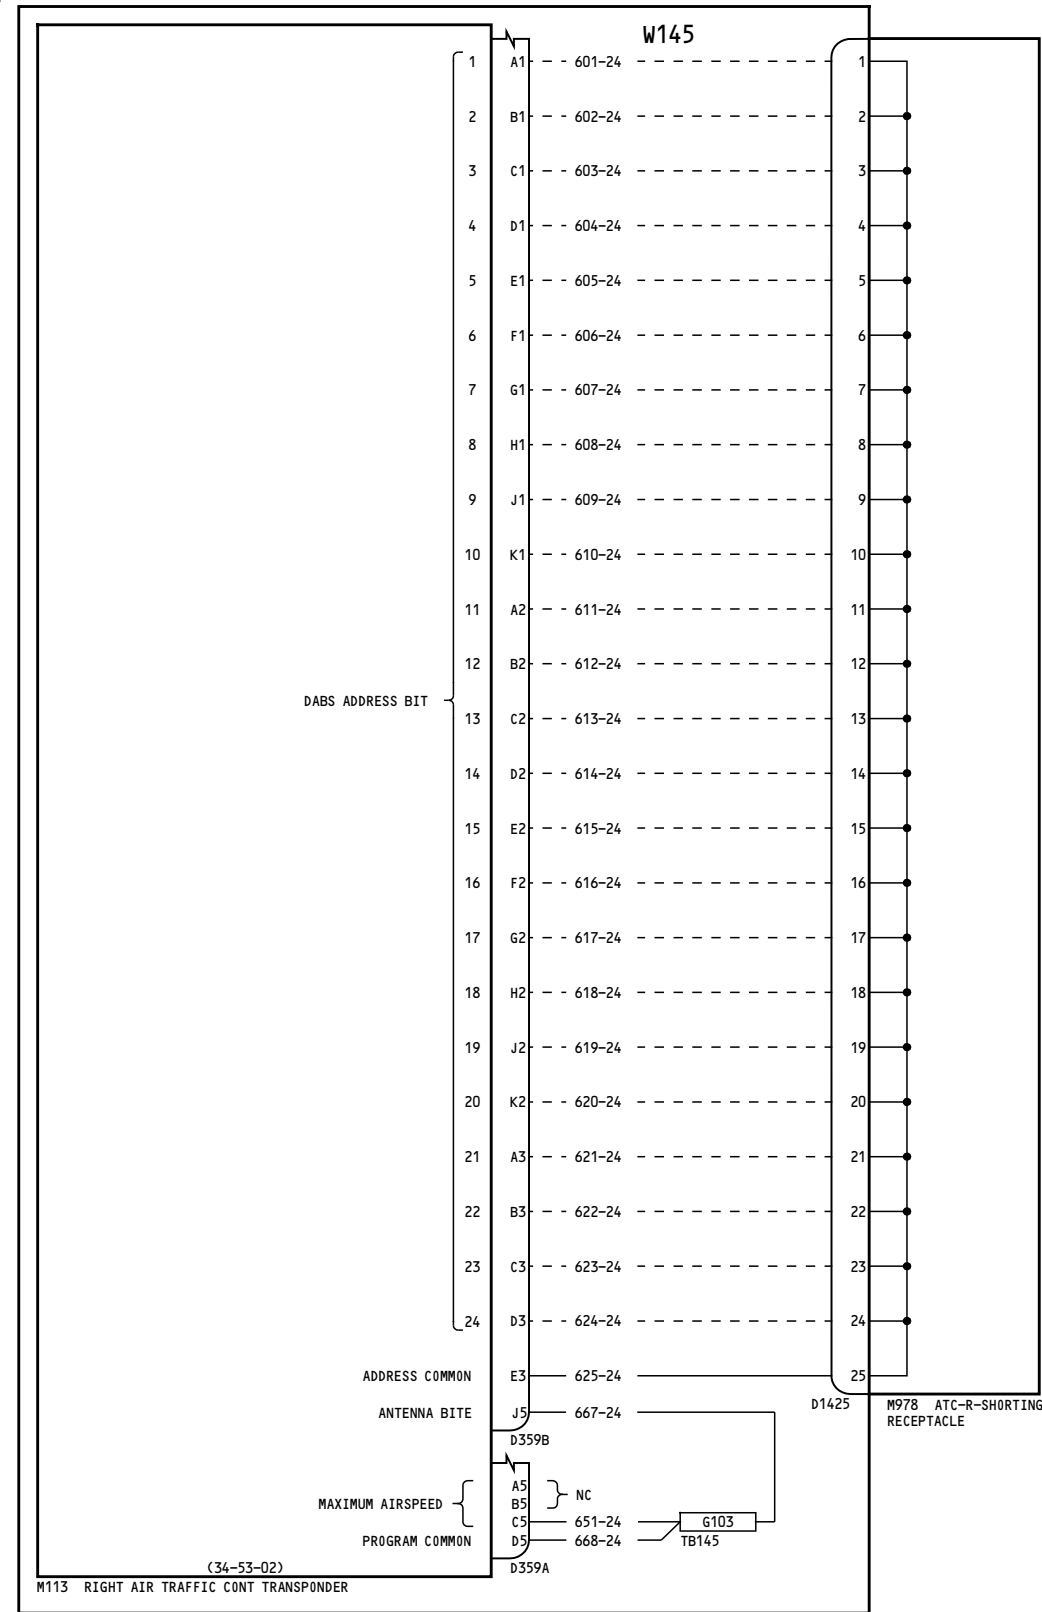 W145
1 A1 601-24 1
2 B1 602-24 2
3 C1 603-24 3
4 D1 604-24 4
5 E1 605-24 5
6 F1 606-24 6
7 G1 607-24 7
8 H1 608-24 8
9 J1 609-24 9
10 K1 610-24 10
11 A2 611-24 11
12 B2 612-24 12
DABS ADDRESS BIT
13 C2 613-24 13
14 D2 614-24 14
15 E2 615-24 15
16 F2 616-24 16
17 G2 617-24 17
18 H2 618-24 18
19 J2 619-24 19
20 K2 620-24 20
21 A3 621-24 21
22 B3 622-24 22
23 C3 623-24 23
24 D3 624-24 24
ADDRESS COMMON E3 625-24 25
D1425 M978 ATC-R-SHORTING
RECEPTACLE
ANTENNA BITE J5 667-24
D359B
A5
NC
MAXIMUM AIRSPEED B5
C5 651-24 G103
PROGRAM COMMON D5 668-24 TB145
(34-53-02) D359A
M113 RIGHT AIR TRAFFIC CONT TRANSPONDER